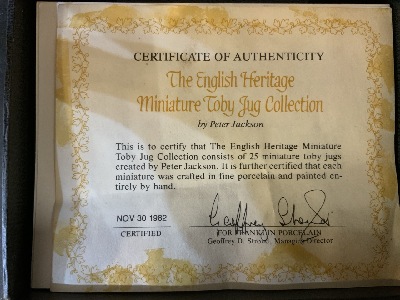 CERTIFICATE OF AUTHENTICITY
The English Heritage
Miniature Toby Jug Collection
by Peter Jackson
This is to certify that The English Heritage Miniature
Toby Jug Collection consists of 25 miniature toby jugs
created by Peter Jackson. It is further certified that each
miniature was crafted in fine porcelain and painted en-
tirely by hand.
NOV 30 1982
CERTIFIED
FOR FRANKLIN PORCELAIN
Geoffrey D. Managing Director